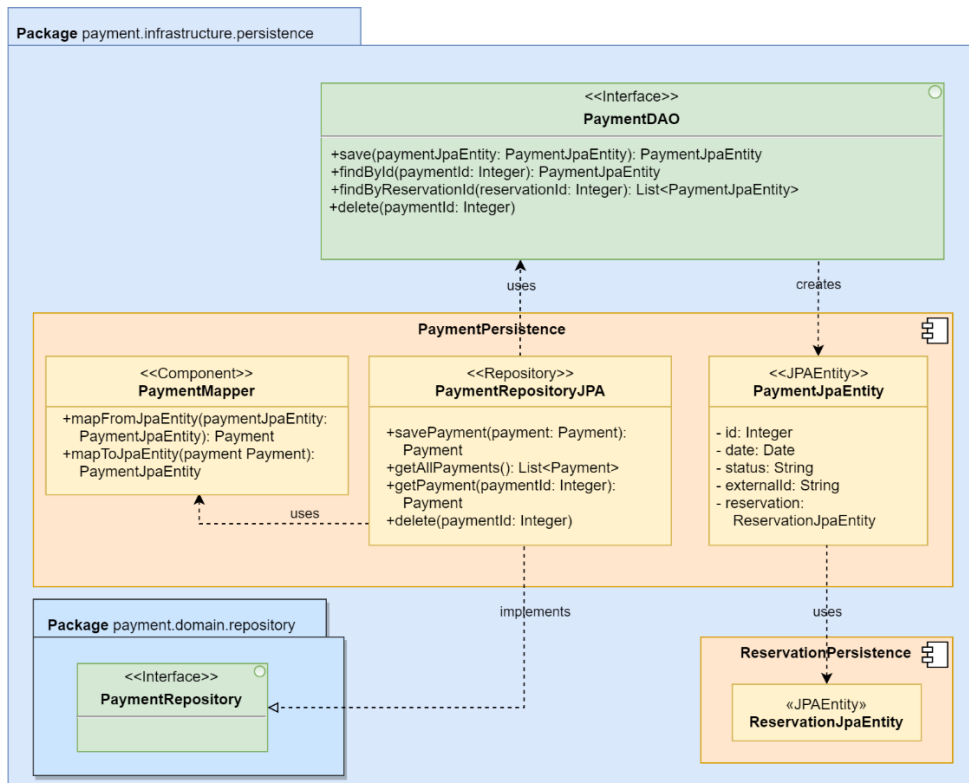 Package payment.infrastructure.persistence
<<Interface>>
PaymentDAO
+save(paymentJpaEntity: PaymentJpaEntity): PaymentJpaEntity
+findById(paymentId: Integer): PaymentJpaEntity
+findByReservationId(reservationId: Integer): List<PaymentJpaEntity>
+delete(paymentId: Integer)
uses
creates
PaymentPersistence
<<Component>>
PaymentMapper
+mapFromJpaEntity(paymentJpaEntity:
PaymentJpaEntity): Payment
+mapToJpaEntity(payment Payment):
PaymentJpaEntity
<<Repository>>
PaymentRepositoryJPA
+savePayment(payment: Payment):
Payment
+getAllPayments(): List<Payment>
+getPayment(paymentId: Integer):
Payment
+delete(paymentId: Integer)
<<JPAEntity>>
PaymentJpaEntity
- id: Integer
- date: Date
- status: String
- externalId: String
- reservation:
ReservationJpaEntity
uses
implements
uses
Package payment.domain.repository
<<Interface>>
PaymentRepository
ReservationPersistence
«JPAEntity»
ReservationJpaEntity